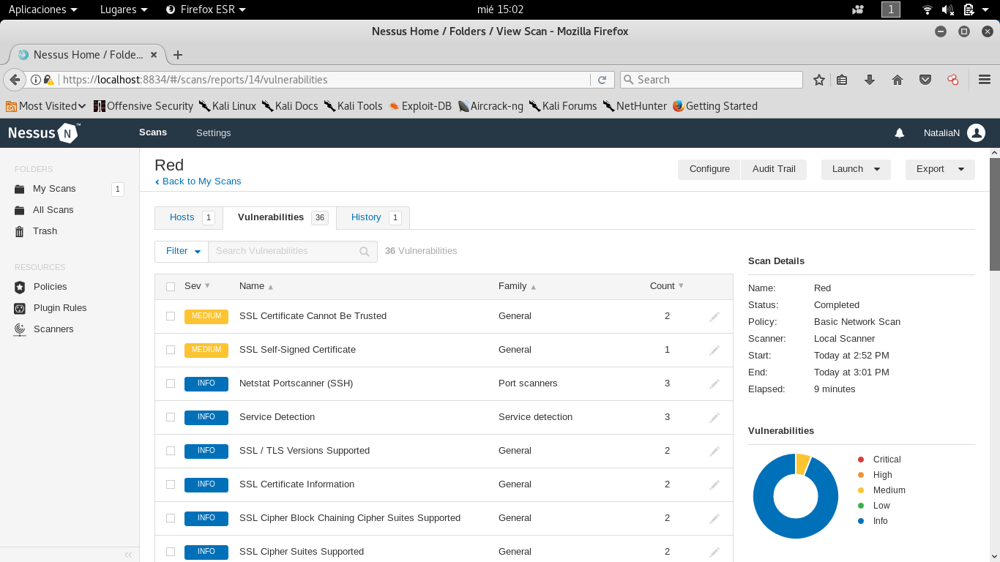 Aplicaciones Lugares Firefox ESR mié 15:02 1
Nessus Home / Folders / View Scan - Mozilla Firefox
Nessus Home / Folde...
https://localhost:8834/#/scans/reports/14/vulnerabilities Search
Most Visited Offensive Security Kali Linux Kali Docs Kali Tools Exploit-DB Aircrack-ng Kali Forums NetHunter Getting Started
Nessus N ™ Scans Settings NataliaN
FOLDERS
My Scans 1
All Scans
Trash
RESOURCES
Policies
Plugin Rules
Scanners
Red
Back to My Scans
Configure Audit Trail Launch Export
Hosts 1 Vulnerabilities 36 History 1
Filter Search Vulnerabilities 36 Vulnerabilities
Sev Name Family Count
MEDIUM SSL Certificate Cannot Be Trusted General 2
MEDIUM SSL Self-Signed Certificate General 1
INFO Netstat Portscanner (SSH) Port scanners 3
INFO Service Detection Service detection 3
INFO SSL / TLS Versions Supported General 2
INFO SSL Certificate Information General 2
INFO SSL Cipher Block Chaining Cipher Suites Supported General 2
INFO SSL Cipher Suites Supported General 2
Scan Details
Name: Red
Status: Completed
Policy: Basic Network Scan
Scanner: Local Scanner
Start: Today at 2:52 PM
End: Today at 3:01 PM
Elapsed: 9 minutes
Vulnerabilities
Critical
High
Medium
Low
Info